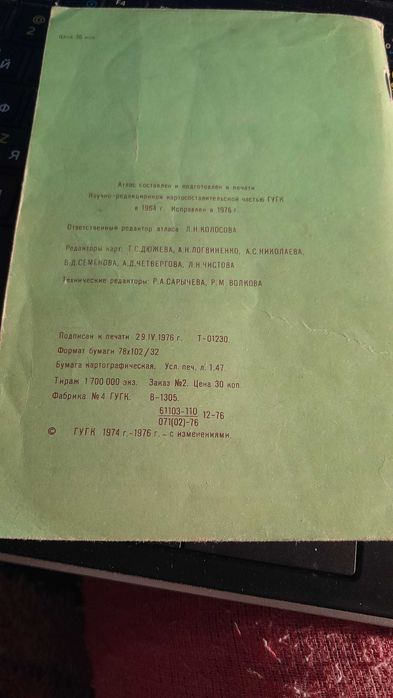 Цена 30 коп.
Атлас составлен и подготовлен к печати
Научно-редакционной картосоставительской частью ГУГК
в 1964 г. Исправлен в 1976 г.
Ответственный редактор атласа Л.Н.КОЛОСОВА
Редакторы карт: Т.С.ДЮЖЕВА, А.Н.ЛОГВИНЕНКО, А.С.НИКОЛАЕВА,
В.Д.СЕМЕНОВА, А.Д.ЧЕТВЕРГОВА, Л.Н.ЧИСТОВА
Технические редакторы: Р.А.САРЫЧЕВА, Р.М.ВОЛКОВА
Подписан к печати 29.IV.1976 г. Т-01230.
Формат бумаги 78х102/32
Бумага картографическая. Усл. печ. л. 1,47.
Тираж 1 700 000 экз. Заказ №2. Цена 30 коп.
Фабрика №4 ГУГК. В-1305.
61103-110
071(02)-76
12-76
© ГУГК 1974 г.-1976 г. - с изменениями.
F4
@
2
Й
Ф
Z
Я